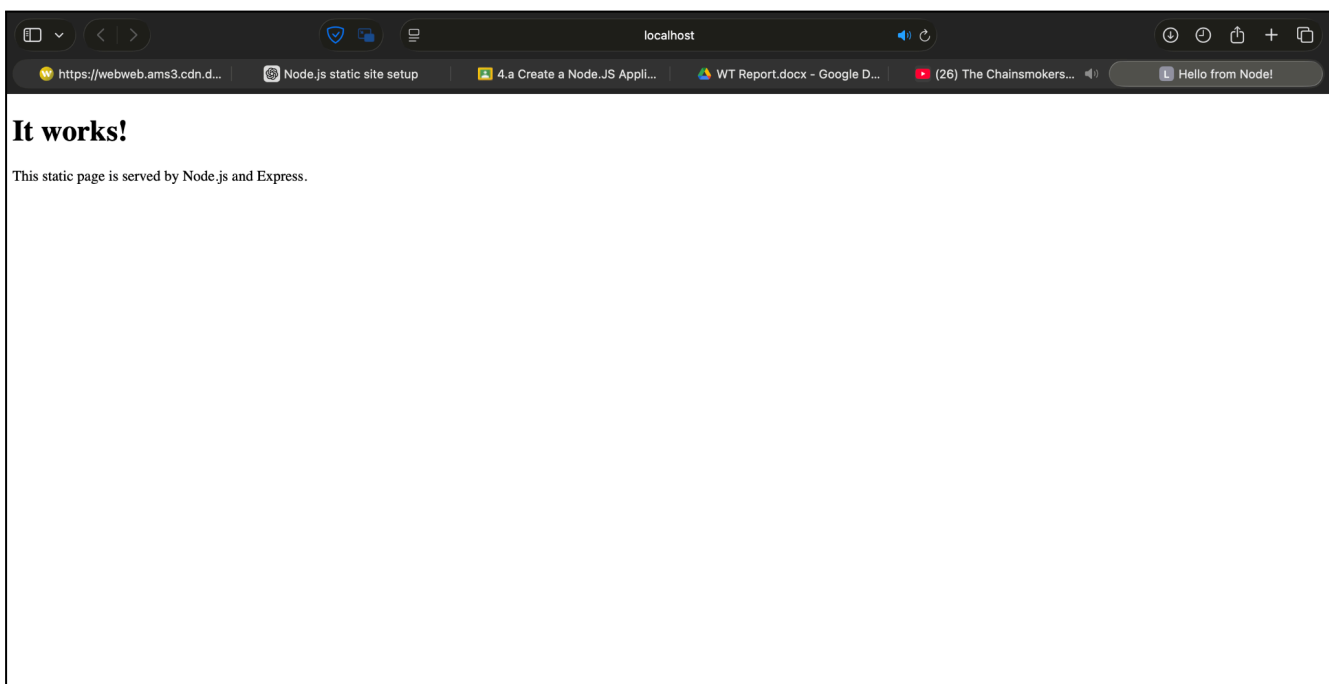 localhost
https://webweb.ams3.cdn.d...
Node.js static site setup
4.a Create a Node.JS Appli...
WT Report.docx - Google D...
(26) The Chainsmokers...
L Hello from Node!
It works!
This static page is served by Node.js and Express.